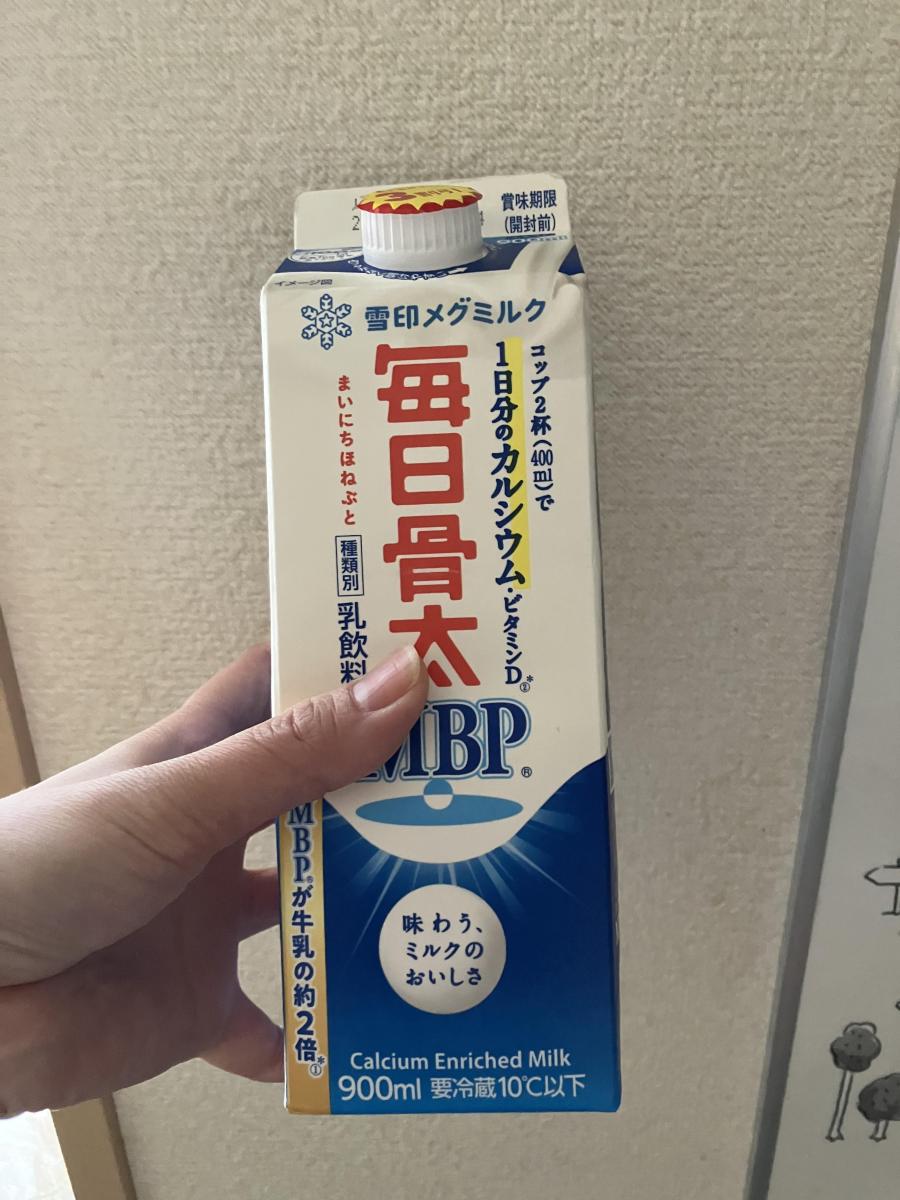 賞味期限
(開封前)
900ml
イメージ図
雪印メグミルク
コップ2杯(400ml)で
1日分のカルシウム・ビタミンD※②
毎日骨太
まいにちほねぶと
種類別 乳飲料
MBP®
MBP®が牛乳の約2倍※①
味わう、
ミルクの
おいしさ
Calcium Enriched Milk
900ml 要冷蔵10℃以下